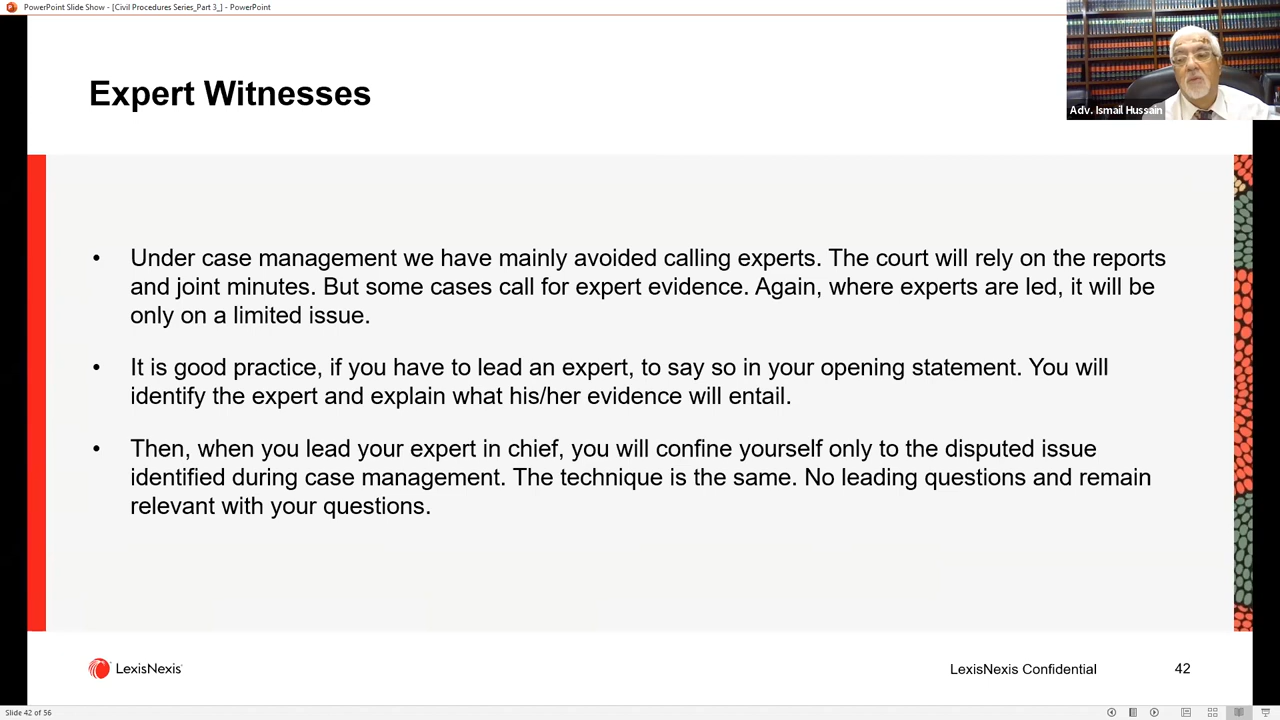 PowerPoint Slide Show - [Civil Procedures Series_Part 3_] - PowerPoint
Adv. Ismail Hussain
Expert Witnesses
• Under case management we have mainly avoided calling experts. The court will rely on the reports
and joint minutes. But some cases call for expert evidence. Again, where experts are led, it will be
only on a limited issue.
• It is good practice, if you have to lead an expert, to say so in your opening statement. You will
identify the expert and explain what his/her evidence will entail.
• Then, when you lead your expert in chief, you will confine yourself only to the disputed issue
identified during case management. The technique is the same. No leading questions and remain
relevant with your questions.
LexisNexis
LexisNexis Confidential
42
Slide 42 of 56